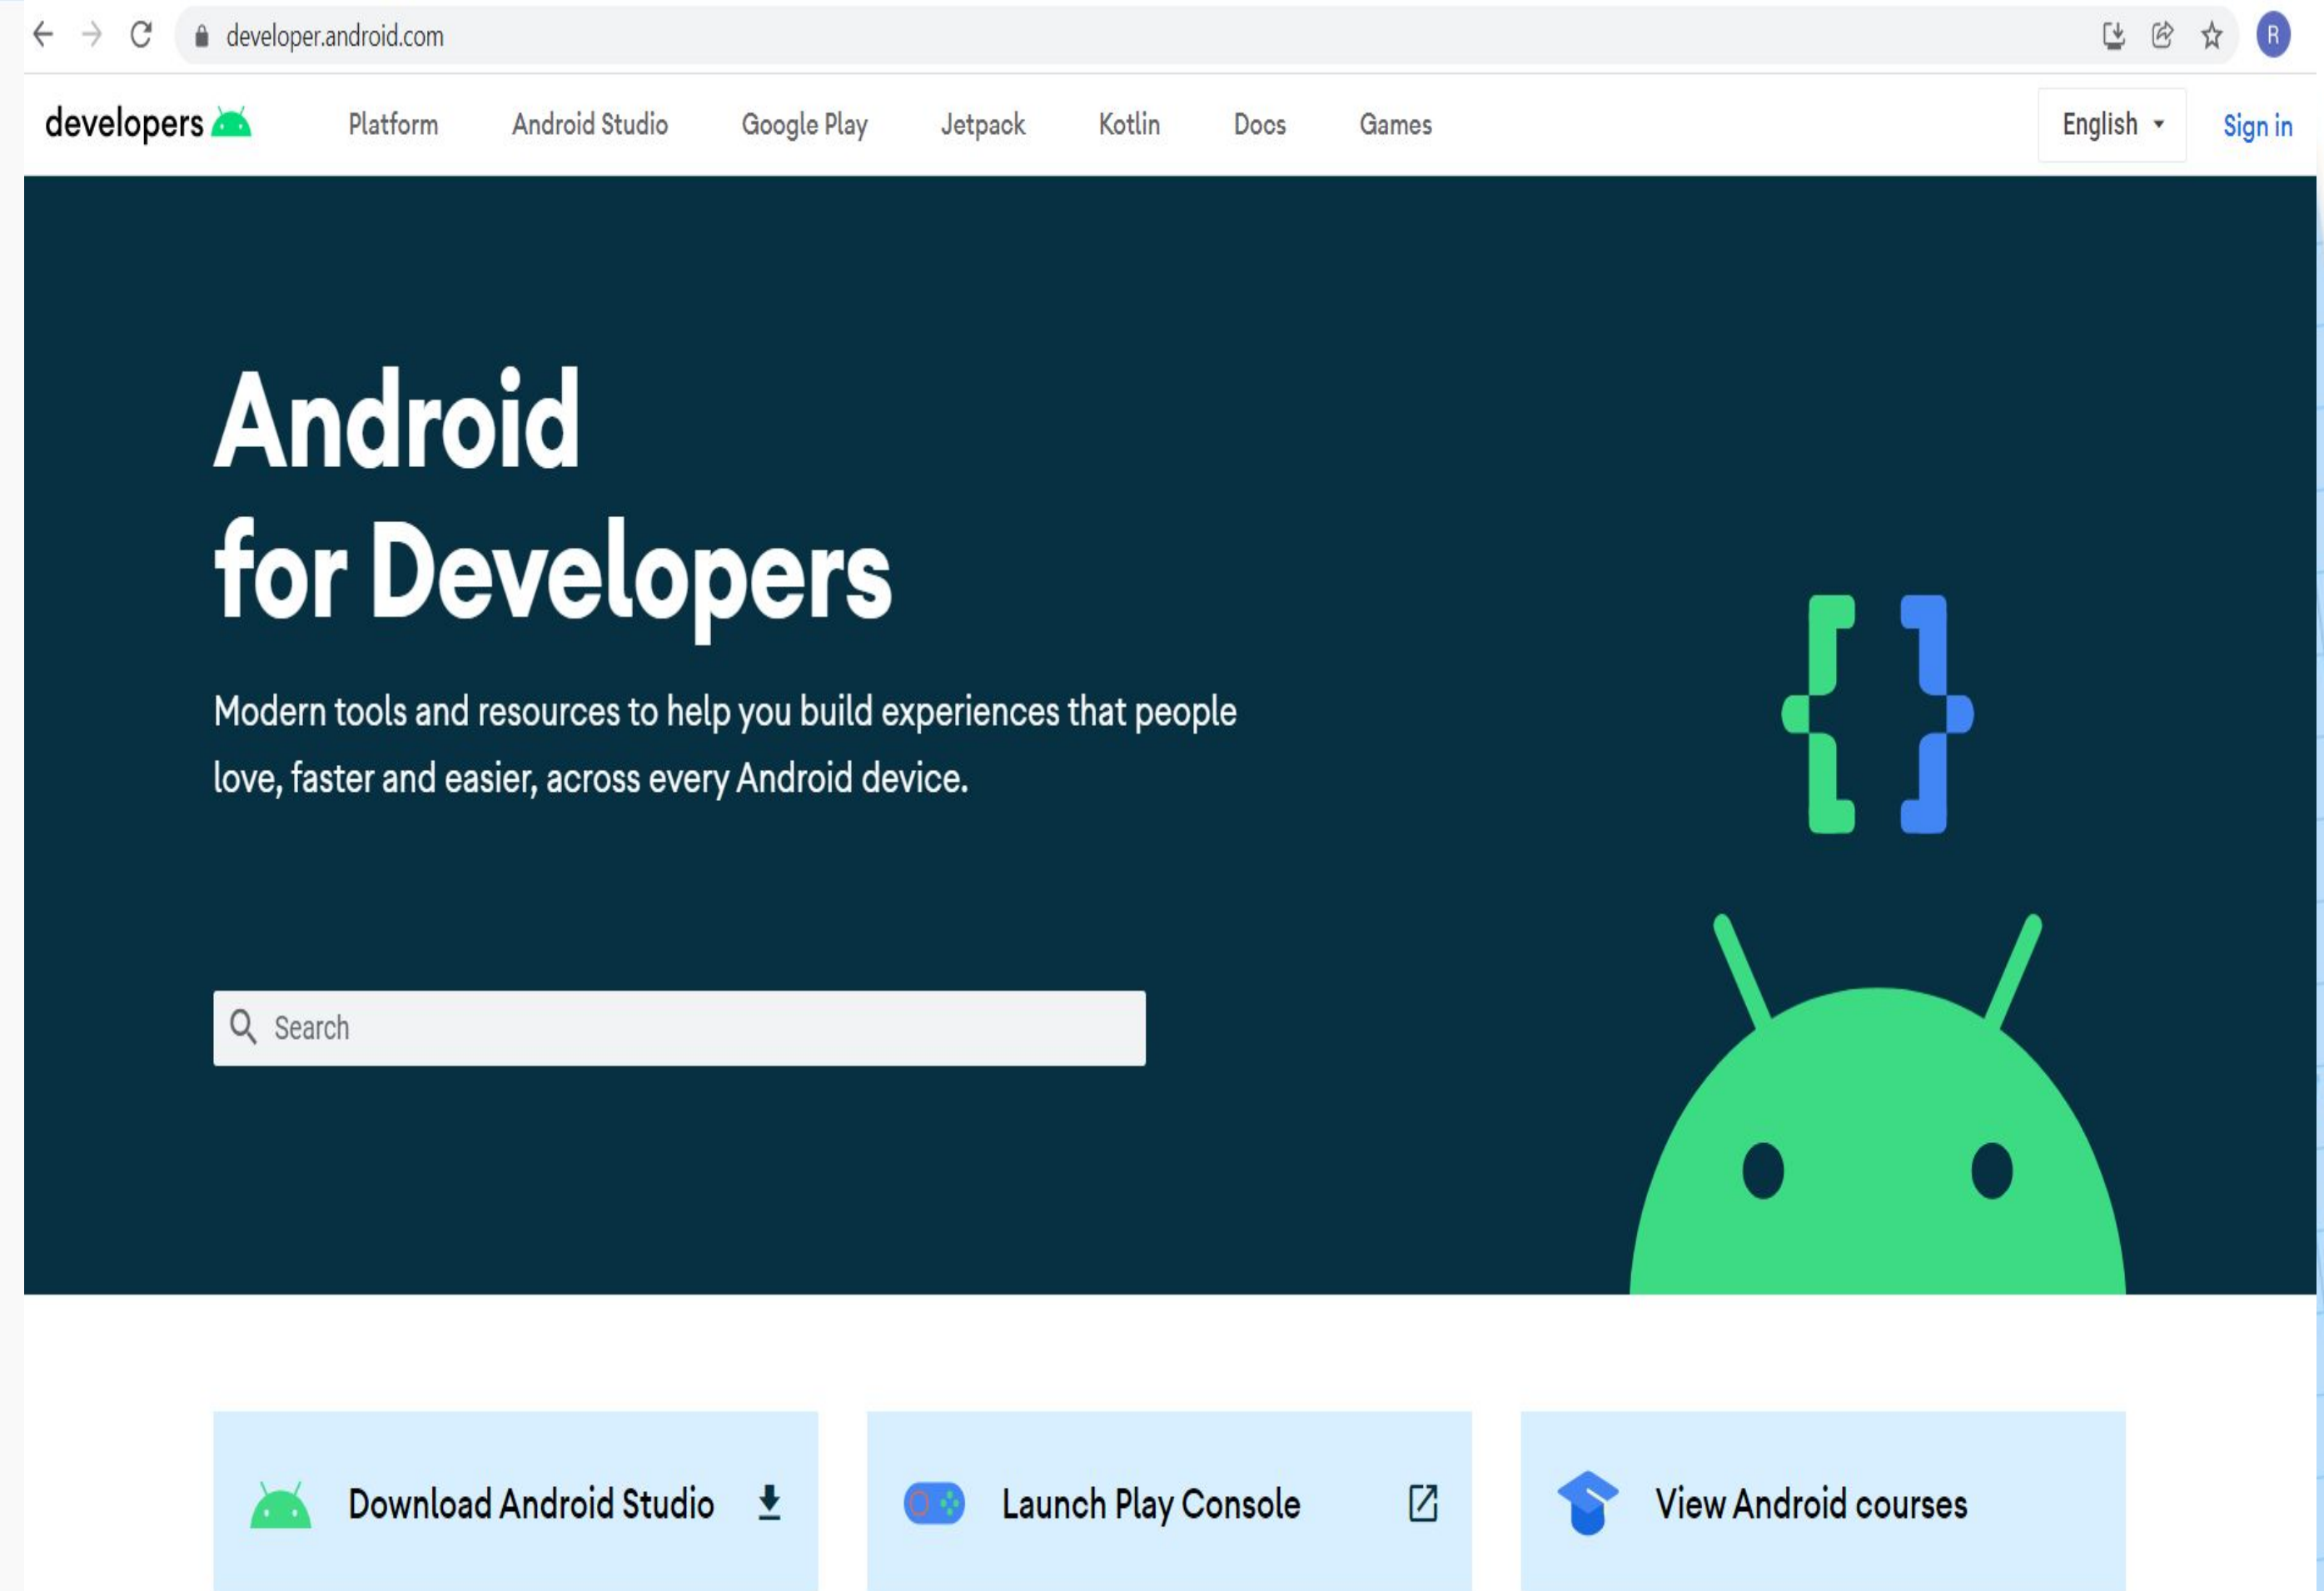 developer.android.com
R
developers
Platform
Android Studio
Google Play
Jetpack
Kotlin
Docs
Games
English
Sign in
Android
for Developers
Modern tools and resources to help you build experiences that people
love, faster and easier, across every Android device.
{ }
Search
Download Android Studio
Launch Play Console
View Android courses